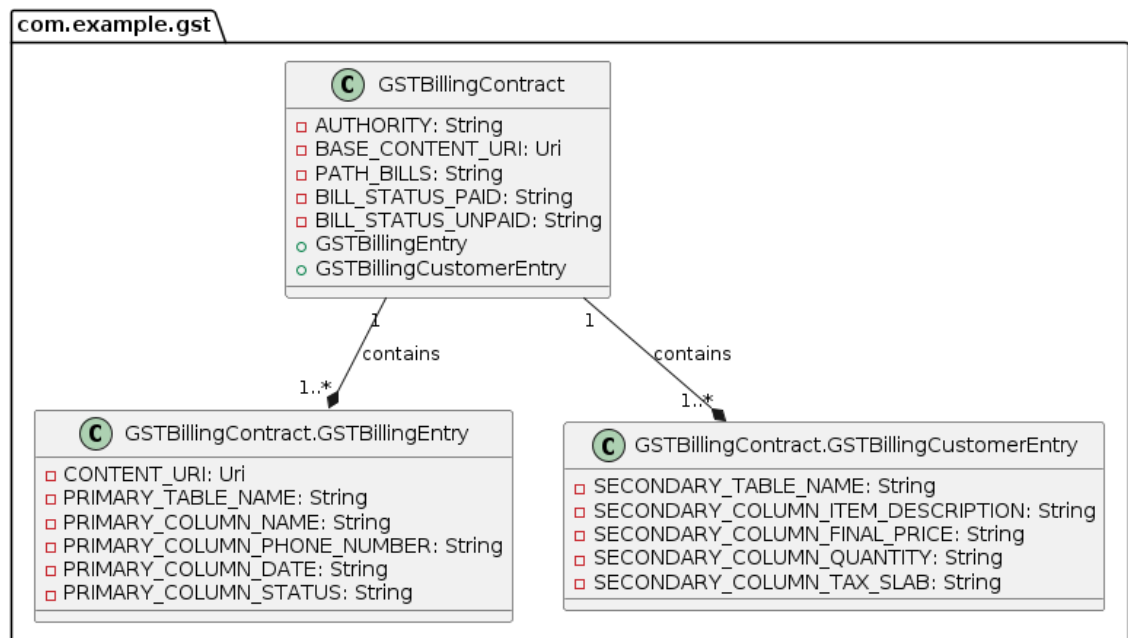 com.example.gst
C GSTBillingContract
AUTHORITY: String
BASE_CONTENT_URI: Uri
PATH_BILLS: String
BILL_STATUS_PAID: String
BILL_STATUS_UNPAID: String
GSTBillingEntry
GSTBillingCustomerEntry
1
1
contains
contains
1..*
1..*
C GSTBillingContract.GSTBillingEntry
CONTENT_URI: Uri
PRIMARY_TABLE_NAME: String
PRIMARY_COLUMN_NAME: String
PRIMARY_COLUMN_PHONE_NUMBER: String
PRIMARY_COLUMN_DATE: String
PRIMARY_COLUMN_STATUS: String
C GSTBillingContract.GSTBillingCustomerEntry
SECONDARY_TABLE_NAME: String
SECONDARY_COLUMN_ITEM_DESCRIPTION: String
SECONDARY_COLUMN_FINAL_PRICE: String
SECONDARY_COLUMN_QUANTITY: String
SECONDARY_COLUMN_TAX_SLAB: String